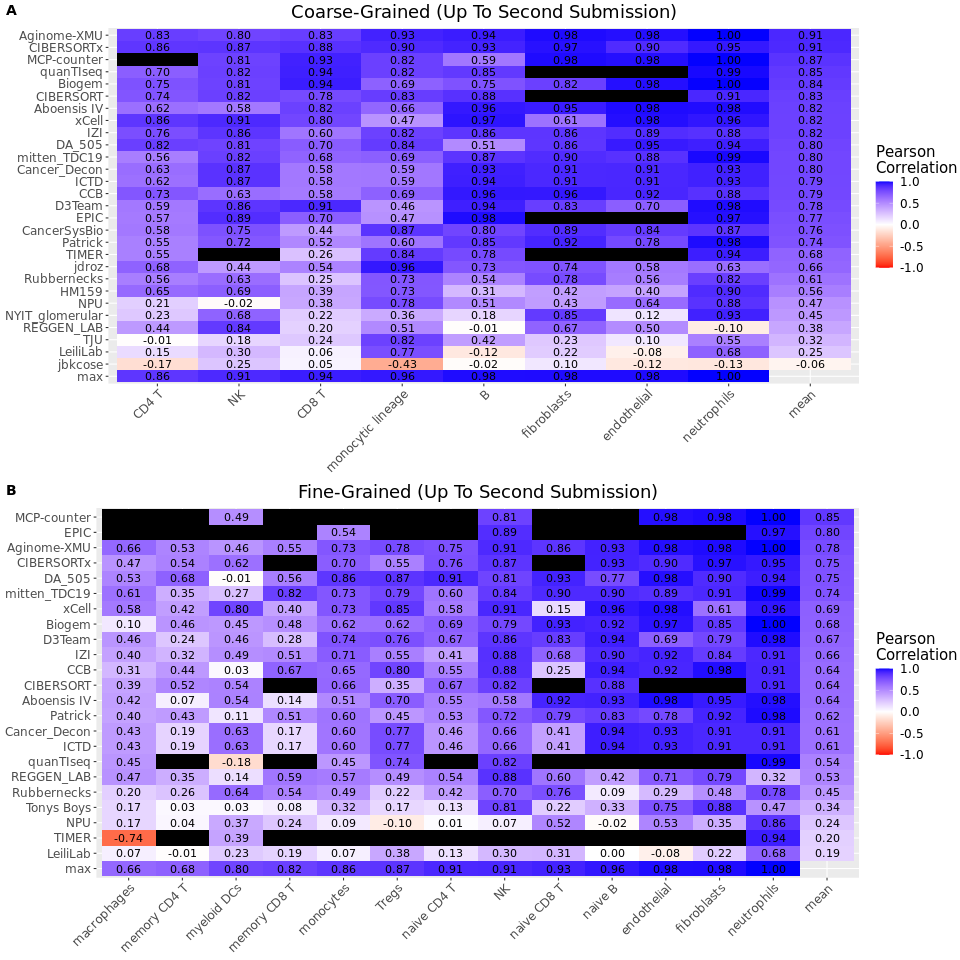 A
Coarse-Grained (Up To Second Submission)
Aginome-XMU 0.83 0.80 0.83 0.93 0.94 0.98 0.98 1.00 0.91
CIBERSORTx 0.86 0.87 0.88 0.90 0.93 0.97 0.90 0.95 0.91
MCP-counter 0.81 0.93 0.82 0.59 0.98 0.98 1.00 0.87
quanTIseq 0.70 0.82 0.94 0.82 0.85 0.99 0.85
Biogem 0.75 0.81 0.94 0.69 0.75 0.82 0.98 1.00 0.84
CIBERSORT 0.74 0.82 0.78 0.83 0.88 0.91 0.83
Aboensis IV 0.62 0.58 0.82 0.66 0.96 0.95 0.98 0.98 0.82
xCell 0.86 0.91 0.80 0.47 0.97 0.61 0.98 0.96 0.82
IZI 0.76 0.86 0.60 0.82 0.86 0.86 0.89 0.88 0.82
DA_505 0.82 0.81 0.70 0.84 0.51 0.86 0.95 0.94 0.80
mitten_TDC19 0.56 0.82 0.68 0.69 0.87 0.90 0.88 0.99 0.80
Cancer_Decon 0.63 0.87 0.58 0.59 0.93 0.91 0.91 0.93 0.80
ICTD 0.62 0.87 0.58 0.59 0.94 0.91 0.91 0.93 0.79
CCB 0.73 0.63 0.58 0.69 0.96 0.96 0.92 0.88 0.79
D3Team 0.59 0.86 0.91 0.46 0.94 0.83 0.70 0.98 0.78
EPIC 0.57 0.89 0.70 0.47 0.98 0.97 0.77
CancerSysBio 0.58 0.75 0.44 0.87 0.80 0.89 0.84 0.87 0.76
Patrick 0.55 0.72 0.52 0.60 0.85 0.92 0.78 0.98 0.74
TIMER 0.55 0.26 0.84 0.78 0.94 0.68
jdroz 0.68 0.44 0.54 0.96 0.73 0.74 0.58 0.63 0.66
Rubbernecks 0.56 0.63 0.25 0.73 0.54 0.78 0.56 0.82 0.61
HM159 0.65 0.69 0.39 0.73 0.31 0.42 0.40 0.90 0.56
NPU 0.21 -0.02 0.38 0.78 0.51 0.43 0.64 0.88 0.47
NYIT_glomerular 0.23 0.68 0.22 0.36 0.18 0.85 0.12 0.93 0.45
REGGEN_LAB 0.44 0.84 0.20 0.51 -0.01 0.67 0.50 -0.10 0.38
TJU -0.01 0.18 0.24 0.82 0.42 0.23 0.10 0.55 0.32
LeiliLab 0.15 0.30 0.06 0.77 -0.12 0.22 -0.08 0.68 0.25
jbkcose -0.17 0.25 0.05 -0.43 -0.02 0.10 -0.12 -0.13 -0.06
max 0.86 0.91 0.94 0.96 0.98 0.98 0.98 1.00
CD4 T NK CD8 T monocytic lineage B fibroblasts endothelial neutrophils mean
Pearson
Correlation
1.0
0.5
0.0
-0.5
-1.0
B
Fine-Grained (Up To Second Submission)
MCP-counter 0.49 0.81 0.98 0.98 1.00 0.85
EPIC 0.54 0.89 0.97 0.80
Aginome-XMU 0.66 0.53 0.46 0.55 0.73 0.78 0.75 0.91 0.86 0.93 0.98 0.98 1.00 0.78
CIBERSORTx 0.47 0.54 0.62 0.70 0.55 0.76 0.87 0.93 0.90 0.97 0.95 0.75
DA_505 0.53 0.68 -0.01 0.56 0.86 0.87 0.91 0.81 0.93 0.77 0.98 0.90 0.94 0.75
mitten_TDC19 0.61 0.35 0.27 0.82 0.73 0.79 0.60 0.84 0.90 0.90 0.89 0.91 0.99 0.74
xCell 0.58 0.42 0.80 0.40 0.73 0.85 0.58 0.91 0.15 0.96 0.98 0.61 0.96 0.69
Biogem 0.10 0.46 0.45 0.48 0.62 0.62 0.69 0.79 0.93 0.92 0.97 0.85 1.00 0.68
D3Team 0.46 0.24 0.46 0.28 0.74 0.76 0.67 0.86 0.83 0.94 0.69 0.79 0.98 0.67
IZI 0.40 0.32 0.49 0.51 0.71 0.55 0.41 0.88 0.68 0.90 0.92 0.84 0.91 0.66
CCB 0.31 0.44 0.03 0.67 0.65 0.80 0.55 0.88 0.25 0.94 0.92 0.98 0.91 0.64
CIBERSORT 0.39 0.52 0.54 0.66 0.35 0.67 0.82 0.88 0.91 0.64
Aboensis IV 0.42 0.07 0.54 0.14 0.51 0.70 0.55 0.58 0.92 0.93 0.98 0.95 0.98 0.64
Patrick 0.40 0.43 0.11 0.51 0.60 0.45 0.53 0.72 0.79 0.83 0.78 0.92 0.98 0.62
Cancer_Decon 0.43 0.19 0.63 0.17 0.60 0.77 0.46 0.66 0.41 0.94 0.93 0.91 0.91 0.61
ICTD 0.43 0.19 0.63 0.17 0.60 0.77 0.46 0.66 0.41 0.94 0.93 0.91 0.91 0.61
quanTIseq 0.45 -0.18 0.45 0.74 0.82 0.99 0.54
REGGEN_LAB 0.47 0.35 0.14 0.59 0.57 0.49 0.54 0.88 0.60 0.42 0.71 0.79 0.32 0.53
Rubbernecks 0.20 0.26 0.64 0.54 0.49 0.22 0.42 0.70 0.76 0.09 0.29 0.48 0.78 0.45
Tonys Boys 0.17 0.03 0.03 0.08 0.32 0.17 0.13 0.81 0.22 0.33 0.75 0.88 0.47 0.34
NPU 0.17 0.04 0.37 0.24 0.09 -0.10 0.01 0.07 0.52 -0.02 0.53 0.35 0.86 0.24
TIMER -0.74 0.39 0.94 0.20
LeiliLab 0.07 -0.01 0.23 0.19 0.07 0.38 0.13 0.30 0.31 0.00 -0.08 0.22 0.68 0.19
max 0.66 0.68 0.80 0.82 0.86 0.87 0.91 0.91 0.93 0.96 0.98 0.98 1.00
macrophages memory CD4 T myeloid DCs memory CD8 T monocytes Tregs naive CD4 T NK naive CD8 T naive B endothelial fibroblasts neutrophils mean
Pearson
Correlation
1.0
0.5
0.0
-0.5
-1.0